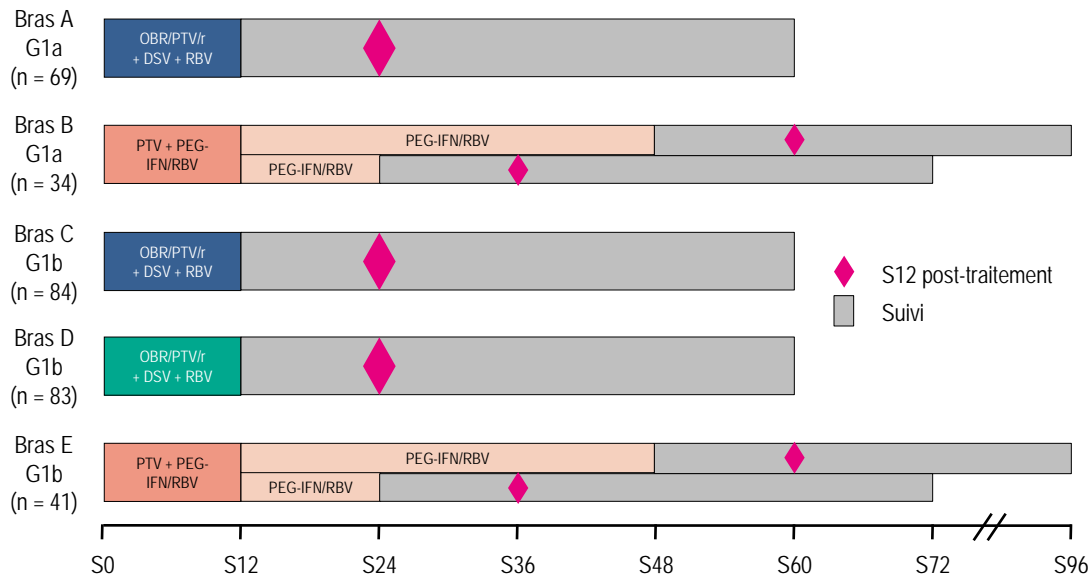 Bras A
G1a
(n = 69)
OBR/PTV/r
+ DSV + RBV
Bras B
G1a
(n = 34)
PTV + PEG-
IFN/RBV
PEG-IFN/RBV
PEG-IFN/RBV
Bras C
G1b
(n = 84)
OBR/PTV/r
+ DSV + RBV
S12 post-traitement
Suivi
Bras D
G1b
(n = 83)
OBR/PTV/r
+ DSV + RBV
Bras E
G1b
(n = 41)
PTV + PEG-
IFN/RBV
PEG-IFN/RBV
PEG-IFN/RBV
S0 S12 S24 S36 S48 S60 S72 S96